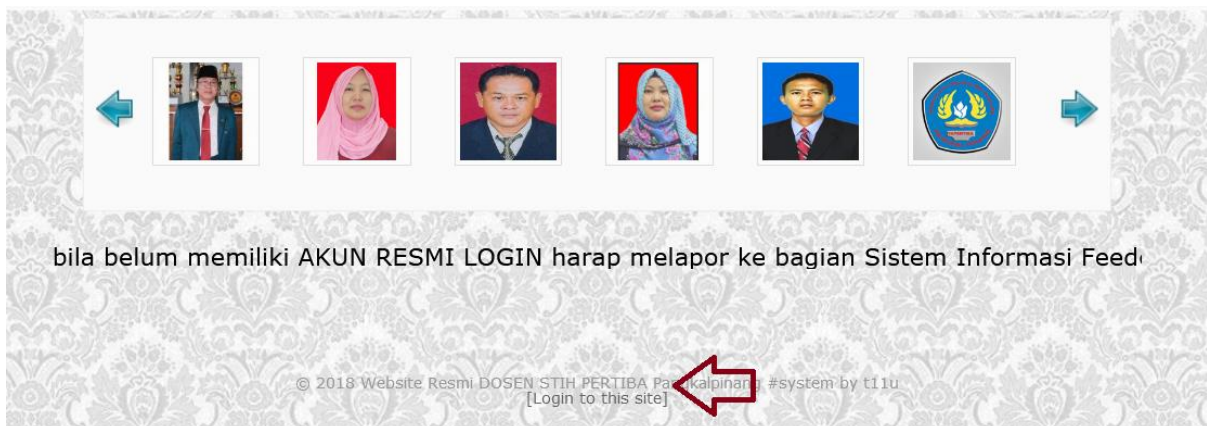 bila belum memiliki AKUN RESMI LOGIN harap melapor ke bagian Sistem Informasi
© 2018 Website Resmi DOSEN STIH PERTIBA Pangkalpinang #system by t11u
[Login to this site]